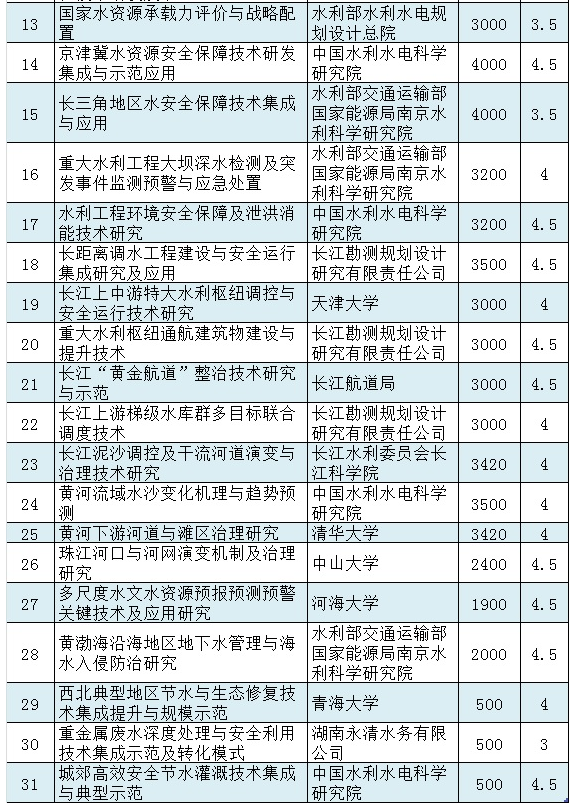 13 国家水资源承载力评价与战略配置 水利部水利水电规划设计总院 3000 3.5
14 京津冀水资源安全保障技术研发集成与示范应用 中国水利水电科学研究院 4000 4.5
15 长三角地区水安全保障技术集成与应用 水利部交通运输部国家能源局南京水利科学研究院 4000 3.5
16 重大水利工程大坝深水检测及突发事件监测预警与应急处置 水利部交通运输部国家能源局南京水利科学研究院 3200 4
17 水利工程环境安全保障及泄洪消能技术研究 中国水利水电科学研究院 3200 4.5
18 长距离调水工程建设与安全运行集成研究及应用 长江勘测规划设计研究有限责任公司 3500 4.5
19 长江上中游特大水利枢纽调控与安全运行技术研究 天津大学 3000 4
20 重大水利枢纽通航建筑物建设与提升技术 长江勘测规划设计研究有限责任公司 3000 4.5
21 长江“黄金航道”整治技术研究与示范 长江航道局 3000 4.5
22 长江上游梯级水库群多目标联合调度技术 长江勘测规划设计研究有限责任公司 3000 4
23 长江泥沙调控及干流河道演变与治理技术研究 长江水利委员会长江科学院 3420 4
24 黄河流域水沙变化机理与趋势预测 中国水利水电科学研究院 3500 4
25 黄河下游河道与滩区治理研究 清华大学 3420 4
26 珠江河口与河网演变机制及治理研究 中山大学 2400 4.5
27 多尺度水文水资源预报预测预警关键技术及应用研究 河海大学 1900 4.5
28 黄渤海沿海地区地下水管理与海水入侵防治研究 水利部交通运输部国家能源局南京水利科学研究院 2000 4.5
29 西北典型地区节水与生态修复技术集成提升与规模示范 青海大学 500 4
30 重金属废水深度处理与安全利用技术集成示范及转化模式 湖南永清水务有限公司 500 3
31 城郊高效安全节水灌溉技术集成与典型示范 中国水利水电科学研究院 500 4.5